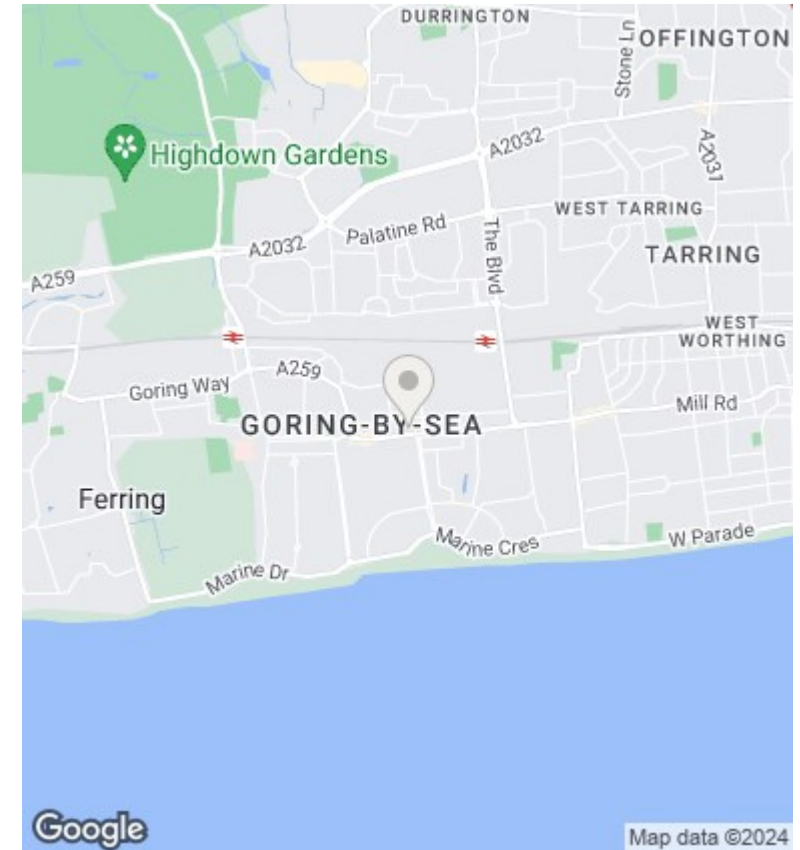 DURRINGTON
OFFINGTON
Stone Ln
Highdown Gardens
A2032
A2031
WEST TARRING
Palatine Rd
The Blvd
A2032
TARRING
A259
WEST
WORTHING
A259
Goring Way
Mill Rd
GORING-BY-SEA
Ferring
Marine Cres
W Parade
Marine Dr
Google
Map data ©2024